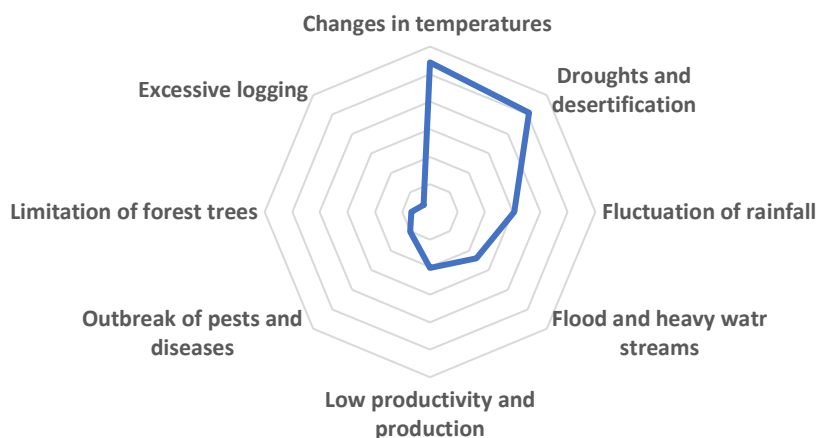 Changes in temperatures
Droughts and
desertification
Fluctuation of rainfall
Flood and heavy watr
streams
Low productivity and
production
Outbreak of pests and
diseases
Limitation of forest trees
Excessive logging